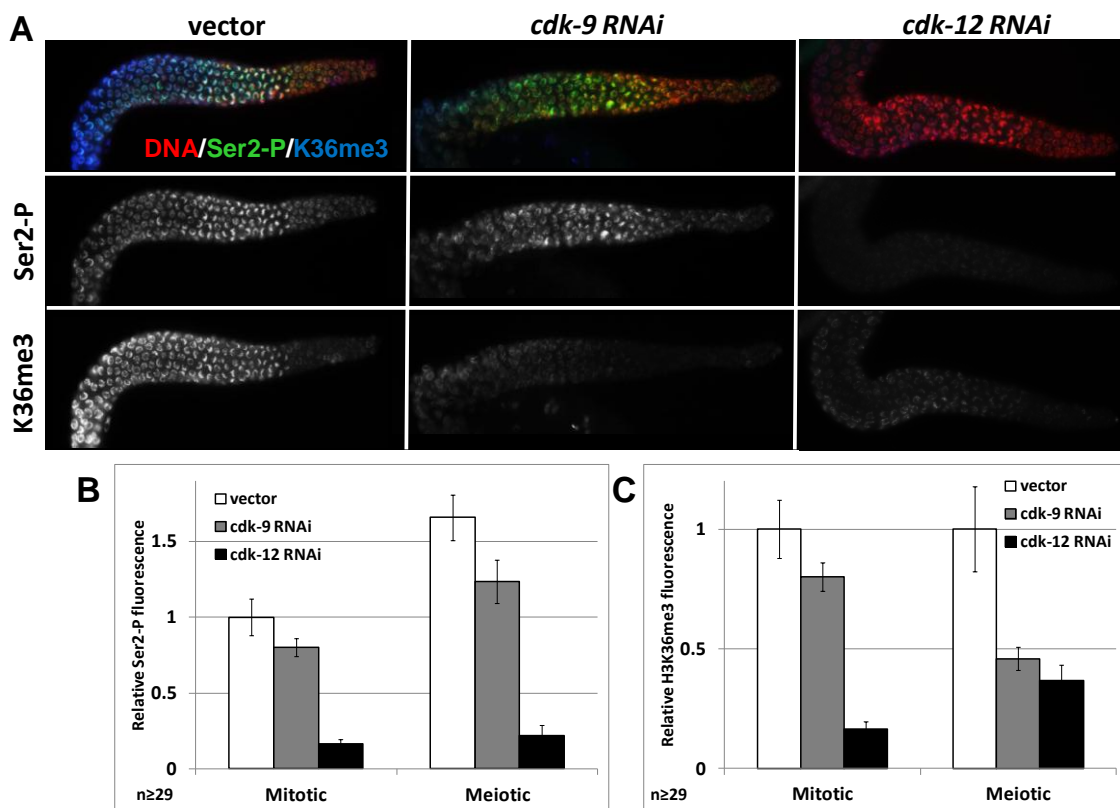 A
vector
cdk-9 RNAi
cdk-12 RNAi
DNA/Ser2-P/K36me3
Ser2-P
K36me3
B
Relative Ser2-P fluorescence
1.5
1
0.5
0
vector
cdk-9 RNAi
cdk-12 RNAi
n≥29
Mitotic
Meiotic
C
Relative H3K36me3 fluorescence
1
0.5
0
vector
cdk-9 RNAi
cdk-12 RNAi
n≥29
Mitotic
Meiotic